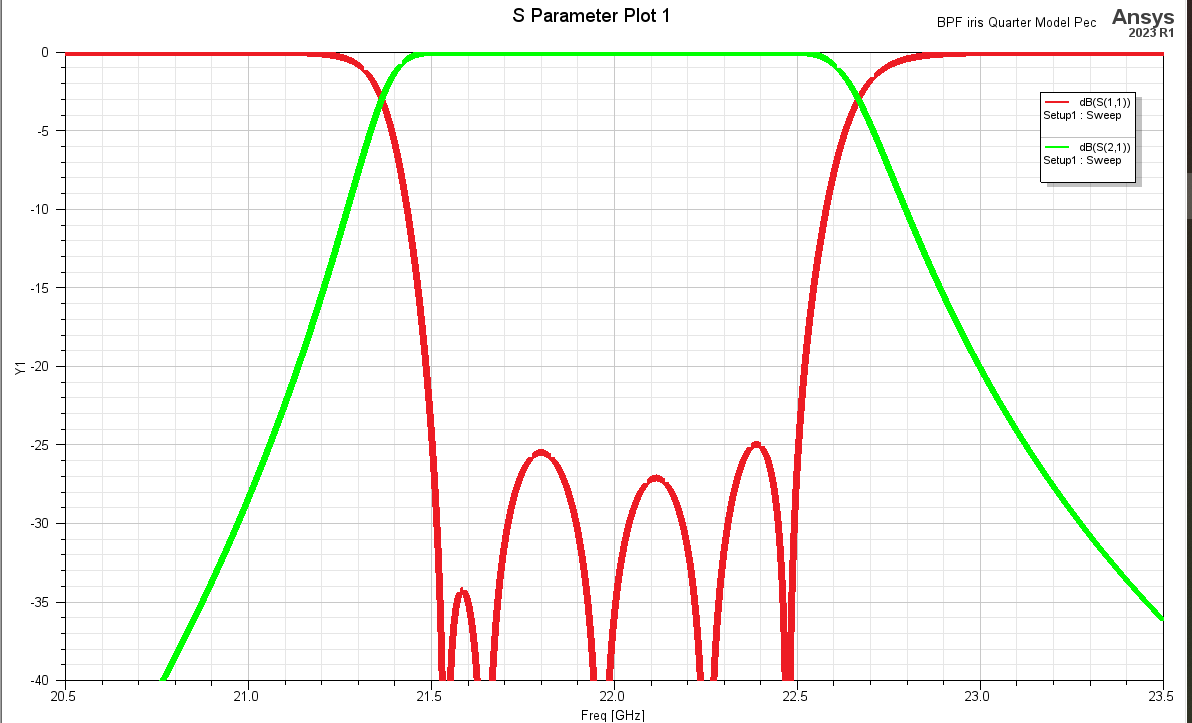 S Parameter Plot 1
BPF iris Quarter Model Pec
Ansys
2023 R1
dB(S(1,1))
Setup1 : Sweep
dB(S(2,1))
Setup1 : Sweep
Y1
0
-5
-10
-15
-20
-25
-30
-35
-40
20.5
21.0
21.5
22.0
22.5
23.0
23.5
Freq [GHz]